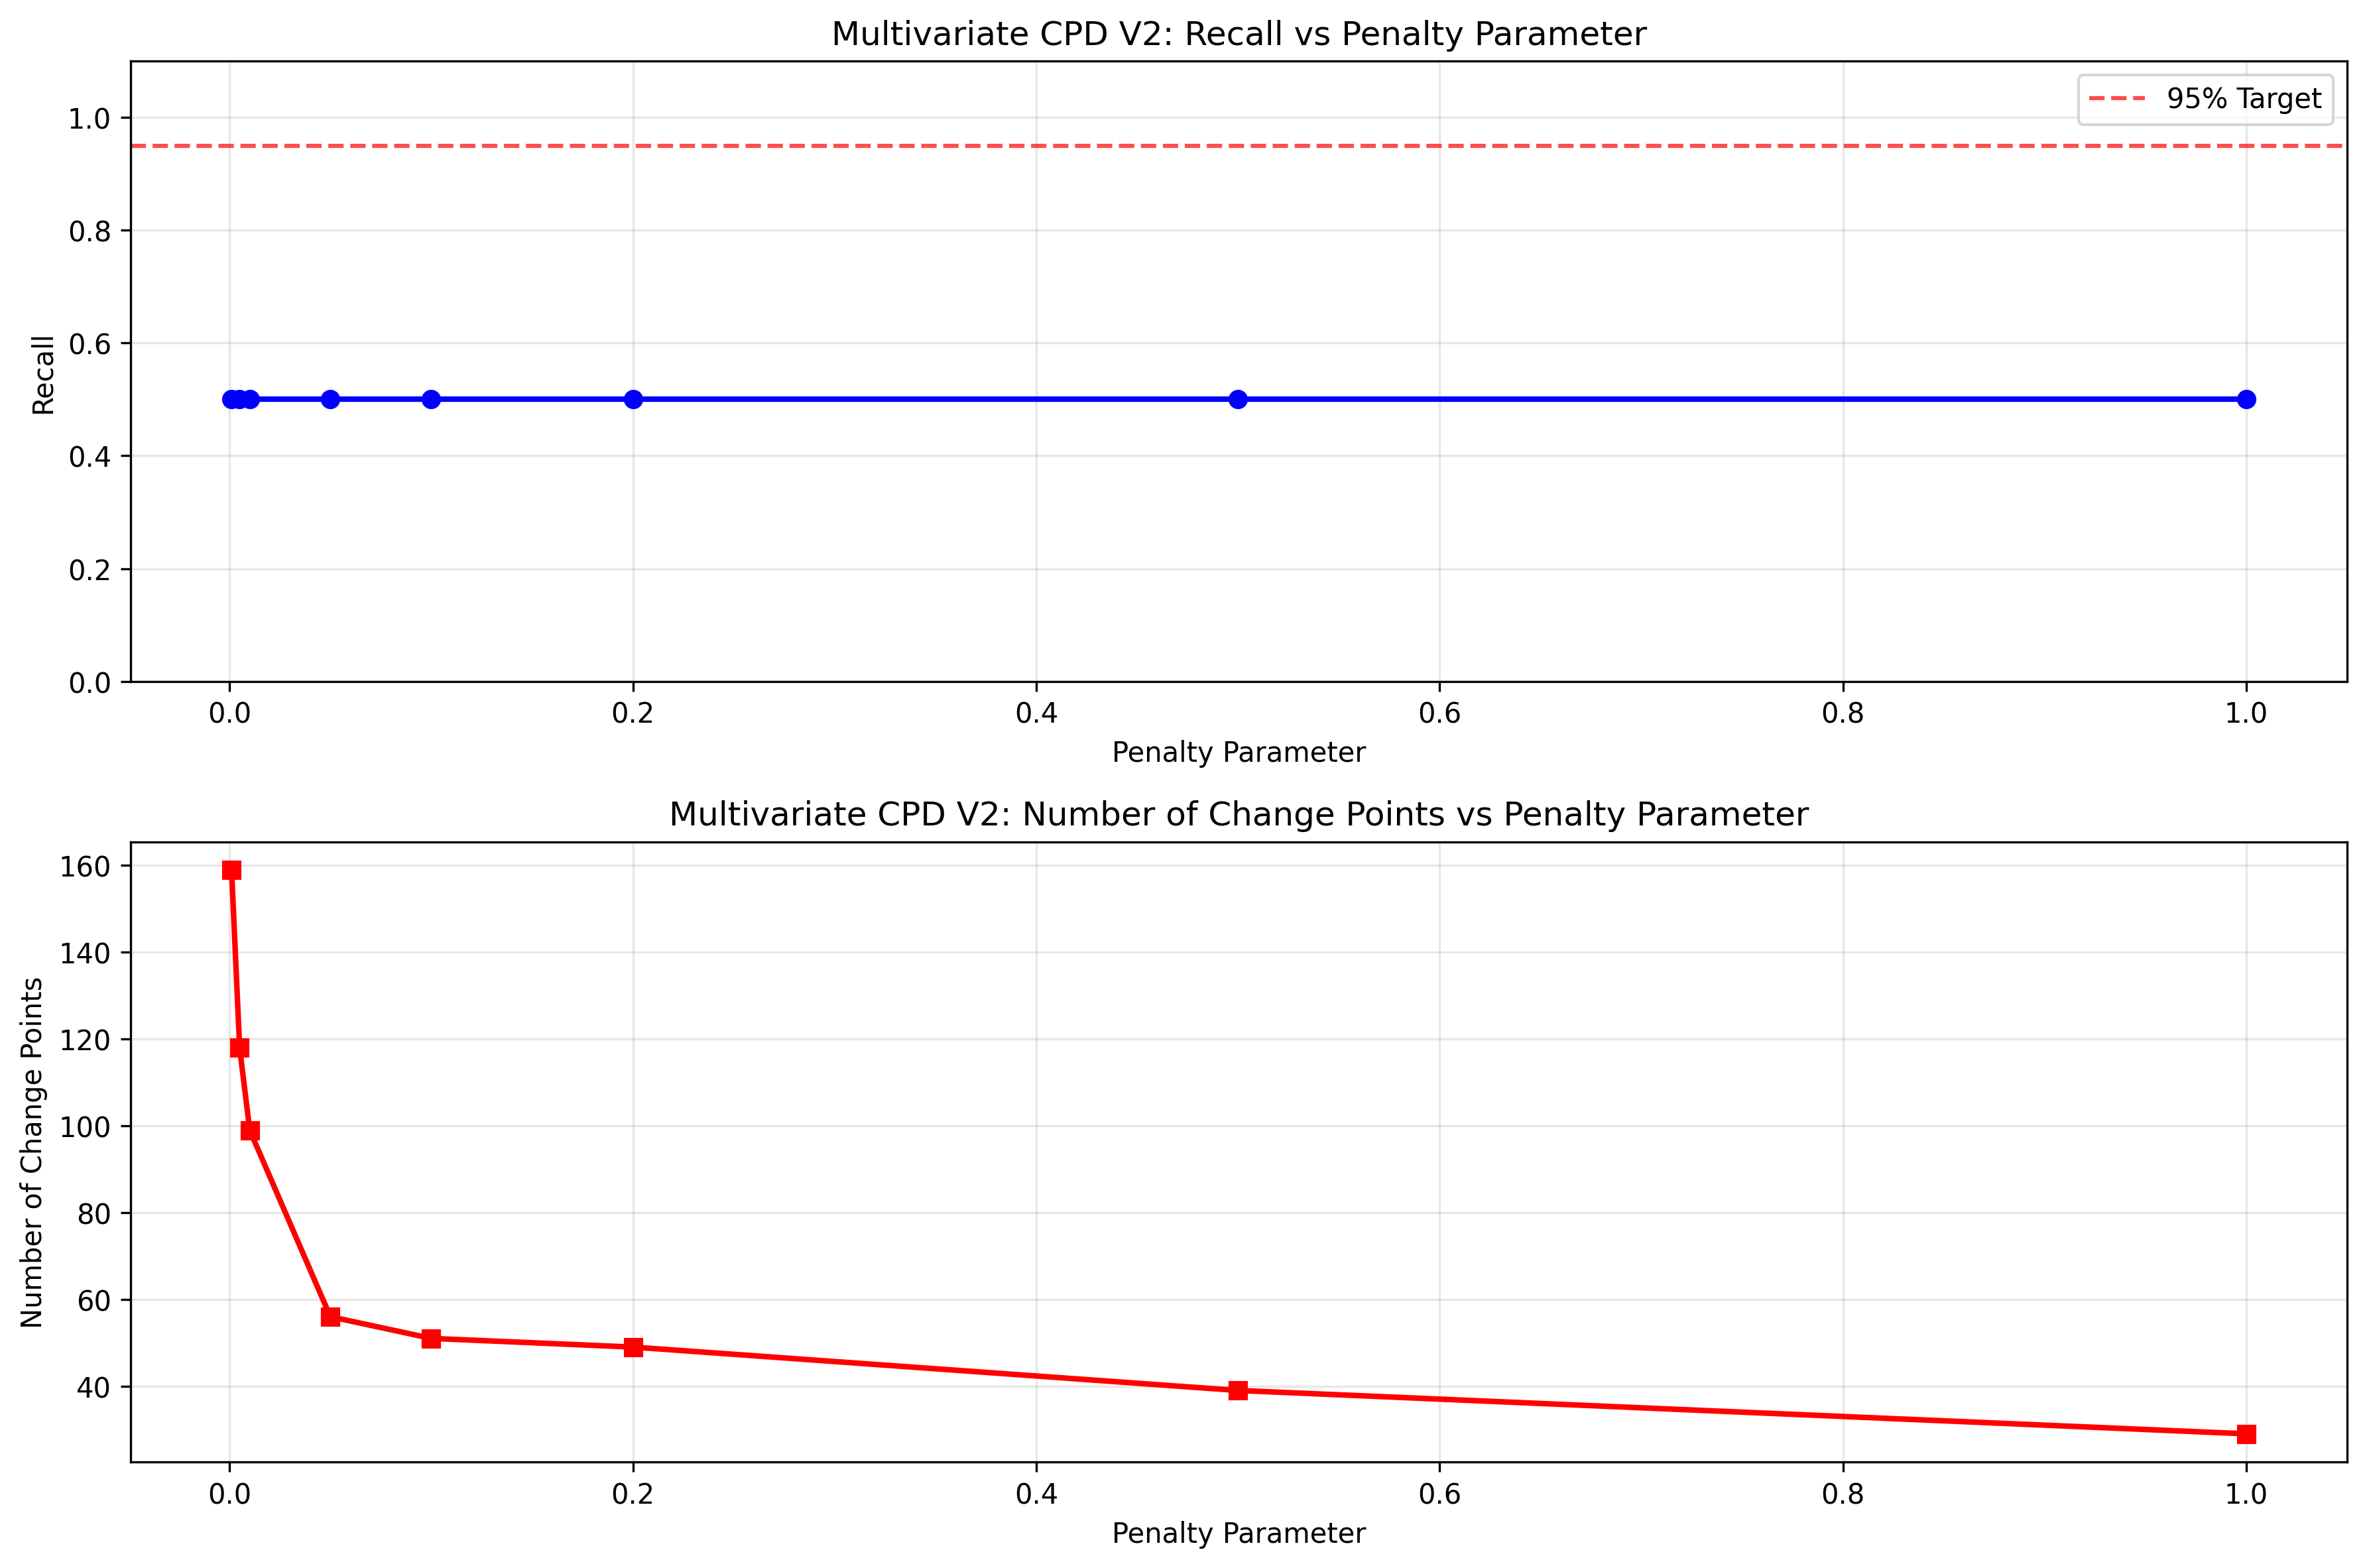 Multivariate CPD V2: Recall vs Penalty Parameter
95% Target
1.0
0.8
0.6
0.4
0.2
0.0
Recall
0.0 0.2 0.4 0.6 0.8 1.0
Penalty Parameter
Multivariate CPD V2: Number of Change Points vs Penalty Parameter
160
140
120
100
80
60
40
Number of Change Points
0.0 0.2 0.4 0.6 0.8 1.0
Penalty Parameter